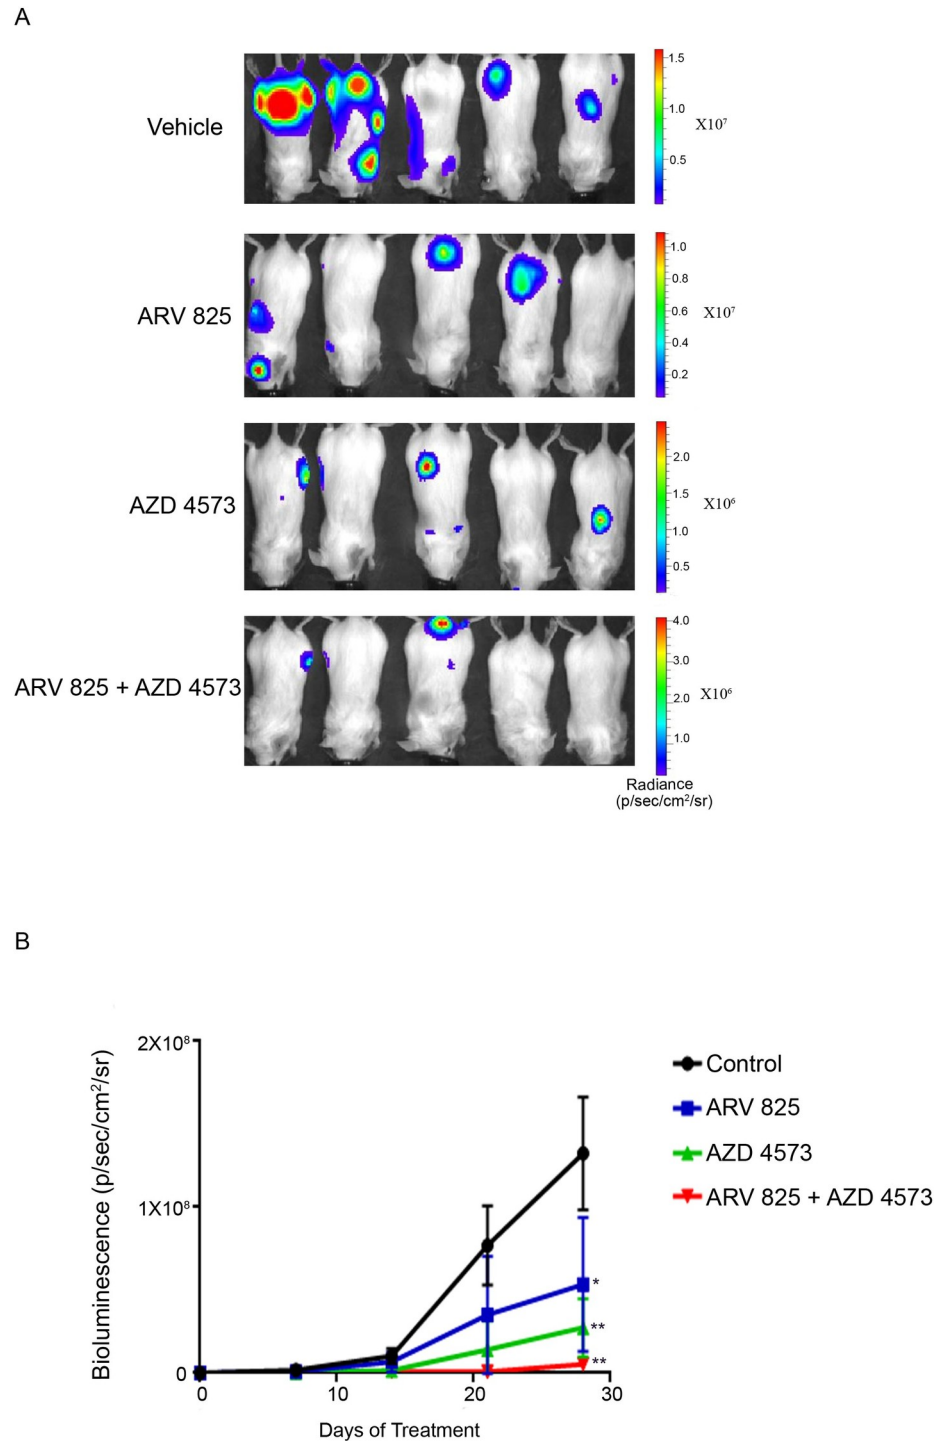 A
Vehicle
1.5
1.0
0.5
X10⁷
ARV 825
1.0
0.8
0.6
0.4
0.2
X10⁷
AZD 4573
2.0
1.5
1.0
0.5
X10⁶
ARV 825 + AZD 4573
4.0
3.0
2.0
1.0
X10⁶
Radiance
(p/sec/cm²/sr)
B
Bioluminescence (p/sec/cm²/sr)
2X10⁸
1X10⁸
0
0 10 20 30
Days of Treatment
*
**
**
Control
ARV 825
AZD 4573
ARV 825 + AZD 4573